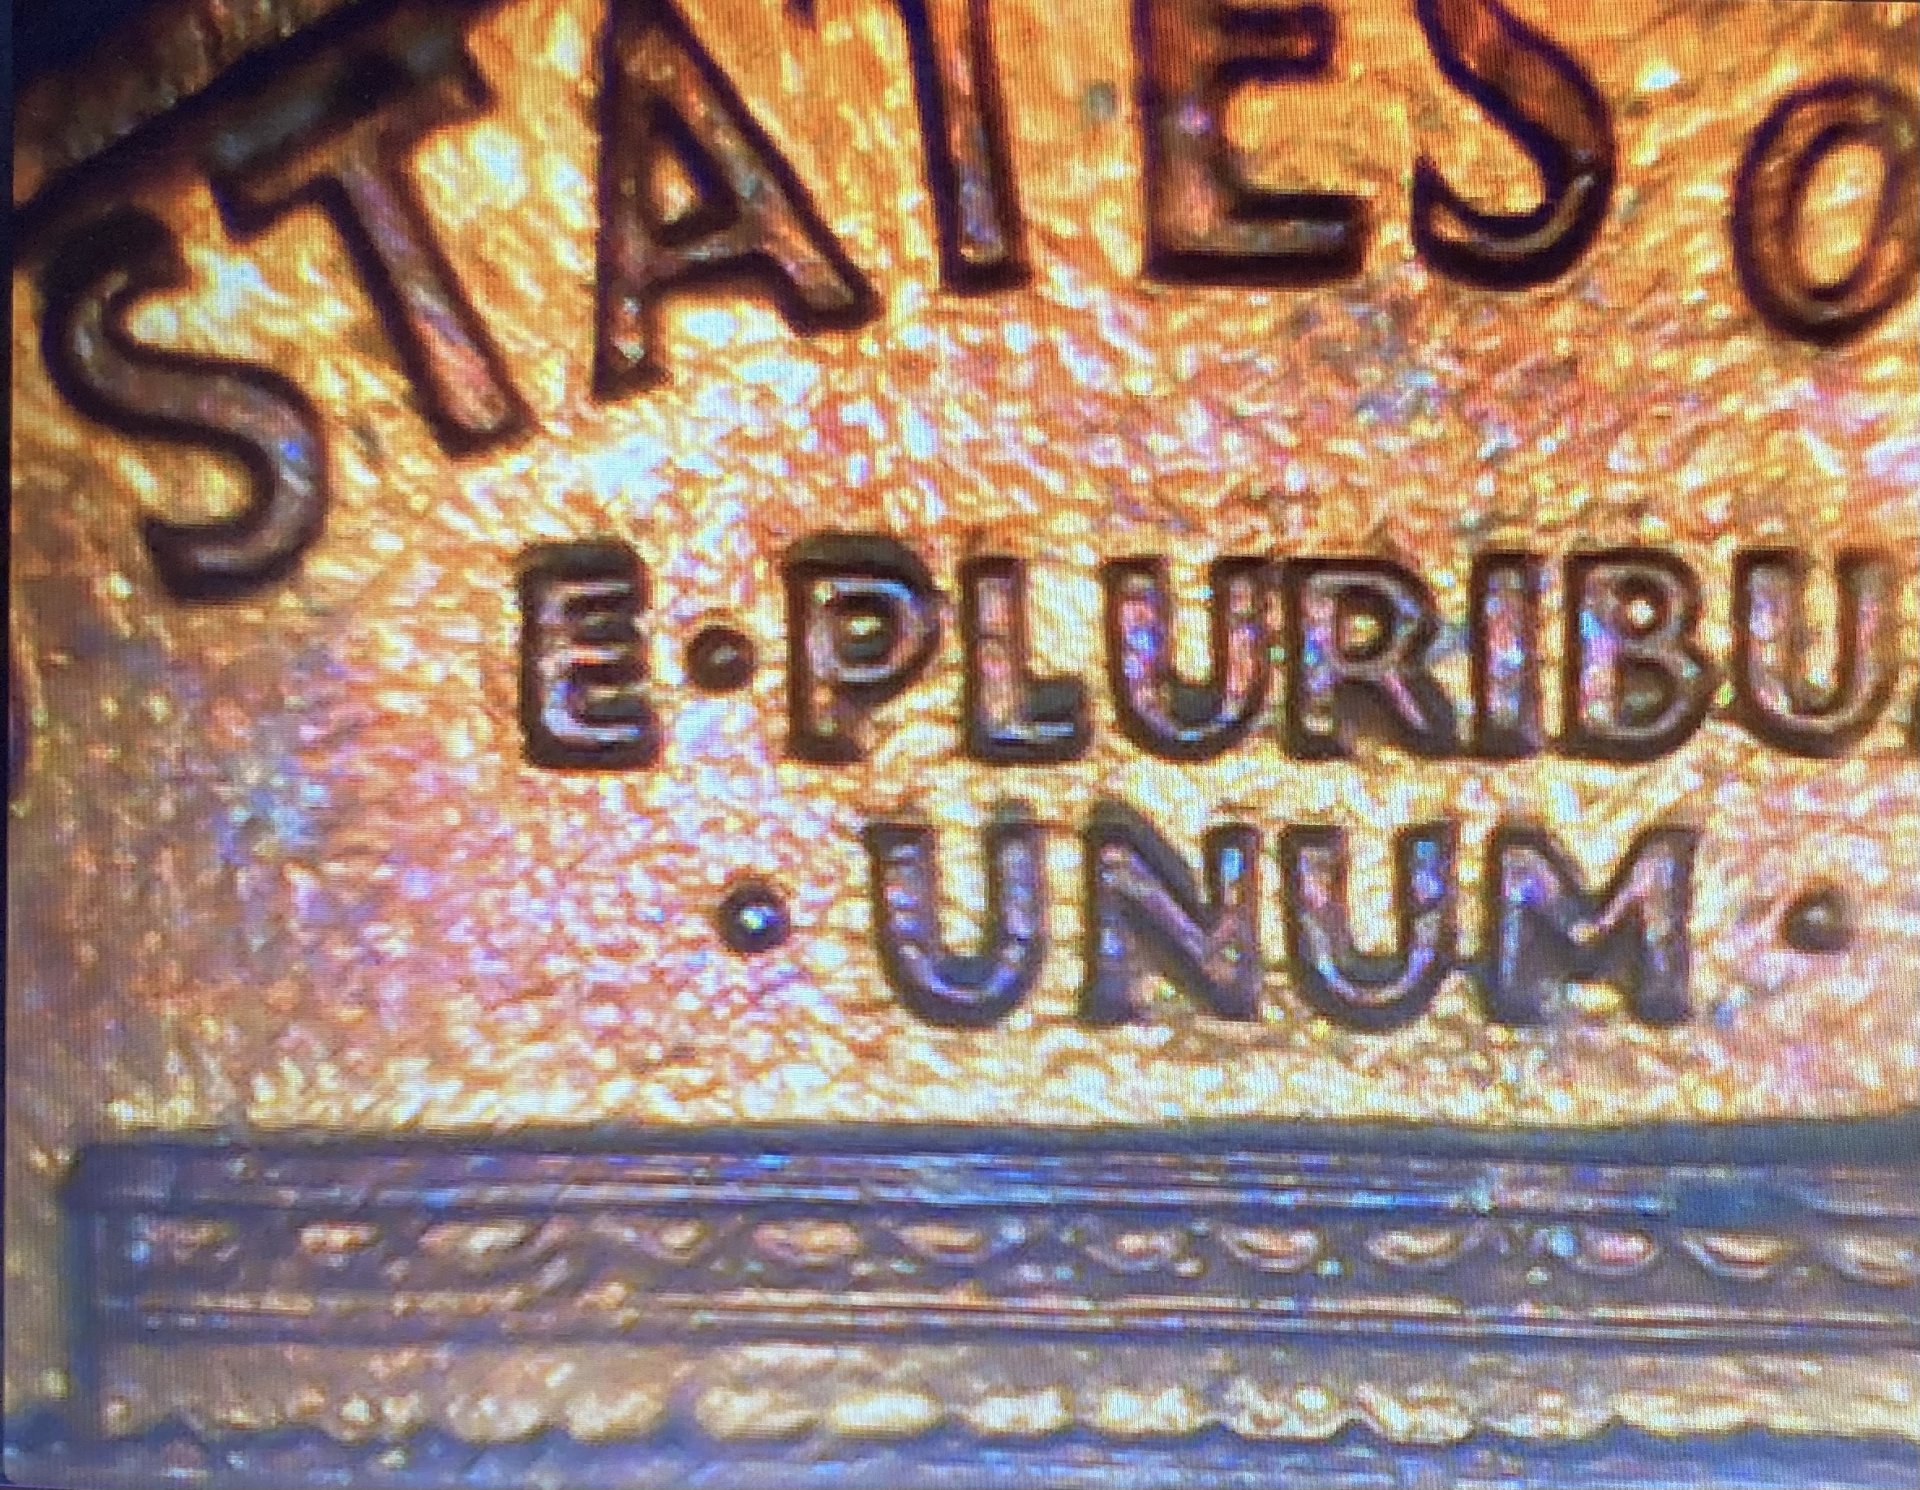 STATES O
E·PLURIBU
·UNUM·